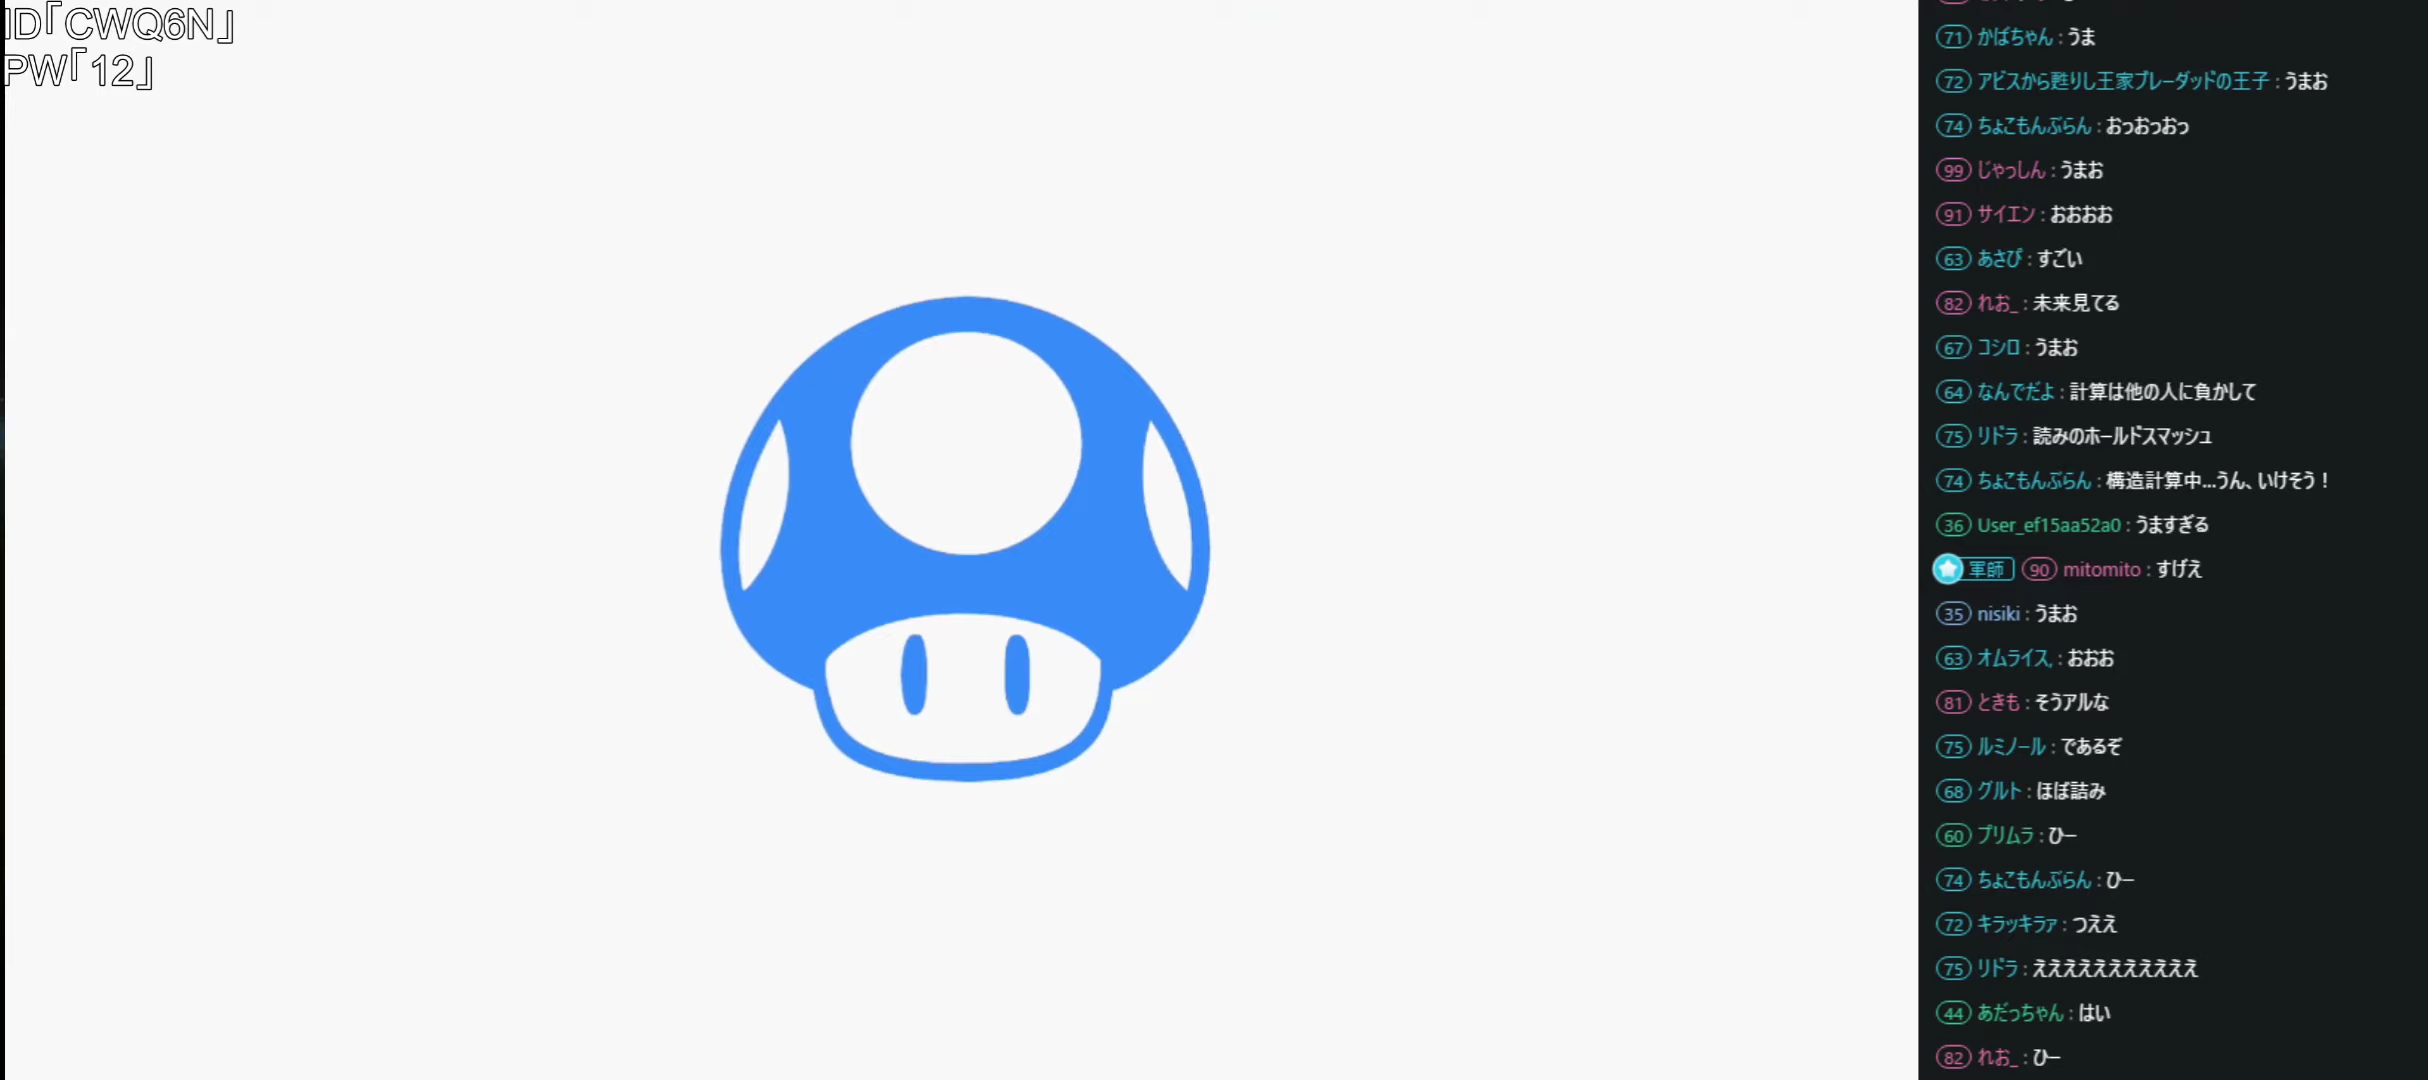 ID「CWQ6N」
PW「12」
71 かばちゃん : うま
72 アビスから甦りし王家ブレーダッドの王子 : うまお
74 ちょこもんぶらん : おっおっおっ
99 じゃっしん : うまお
91 サイエン : おおおお
63 あさぴ : すごい
82 れお_ : 未来見てる
67 コシロ : うまお
64 なんでだよ : 計算は他の人に負かして
75 リドラ : 読みのホールドスマッシュ
74 ちょこもんぶらん : 構造計算中...うん、いけそう！
36 User_ef15aa52a0 : うますぎる
軍師 90 mitomito : すげえ
35 nisiki : うまお
63 オムライス, : おおお
81 ときも : そうアルな
75 ルミノール : であるぞ
68 グルト : ほぼ詰み
60 プリムラ : ひー
74 ちょこもんぶらん : ひー
72 キラッキラァ : つええ
75 リドラ : えええええええええええ
44 あだっちゃん : はい
82 れお_ : ひー